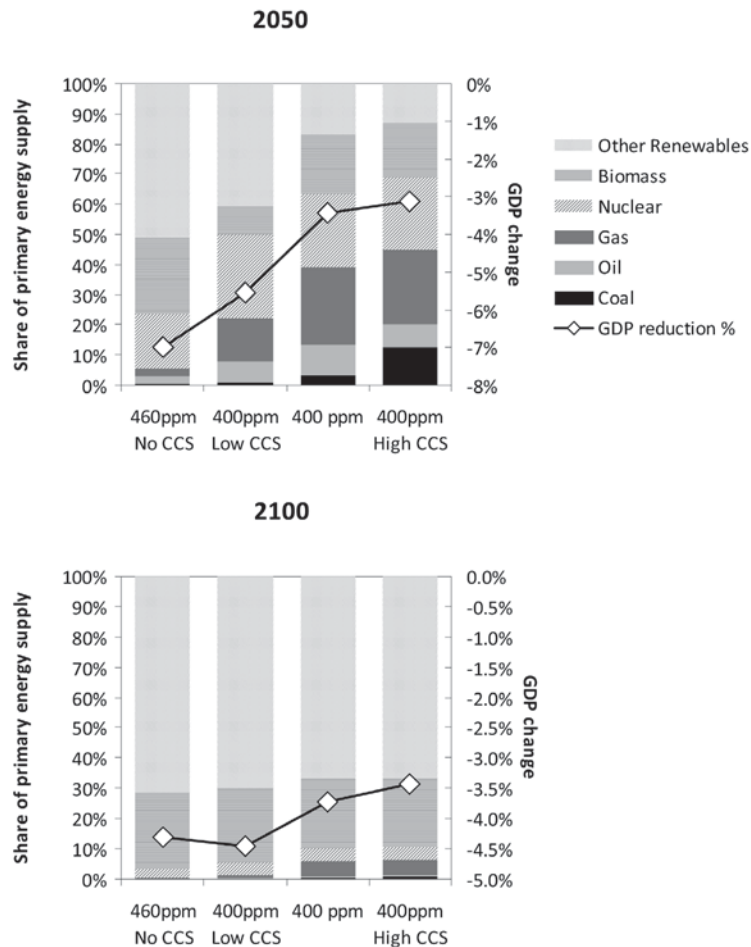 2050
Share of primary energy supply
100%
90%
80%
70%
60%
50%
40%
30%
20%
10%
0%
0%
-1%
-2%
-3%
-4%
-5%
-6%
-7%
-8%
GDP change
460ppm
No CCS
400ppm
Low CCS
400 ppm
400ppm
High CCS
Other Renewables
Biomass
Nuclear
Gas
Oil
Coal
GDP reduction %
2100
Share of primary energy supply
100%
90%
80%
70%
60%
50%
40%
30%
20%
10%
0%
0.0%
-0.5%
-1.0%
-1.5%
-2.0%
-2.5%
-3.0%
-3.5%
-4.0%
-4.5%
-5.0%
GDP change
460ppm
No CCS
400ppm
Low CCS
400 ppm
400ppm
High CCS